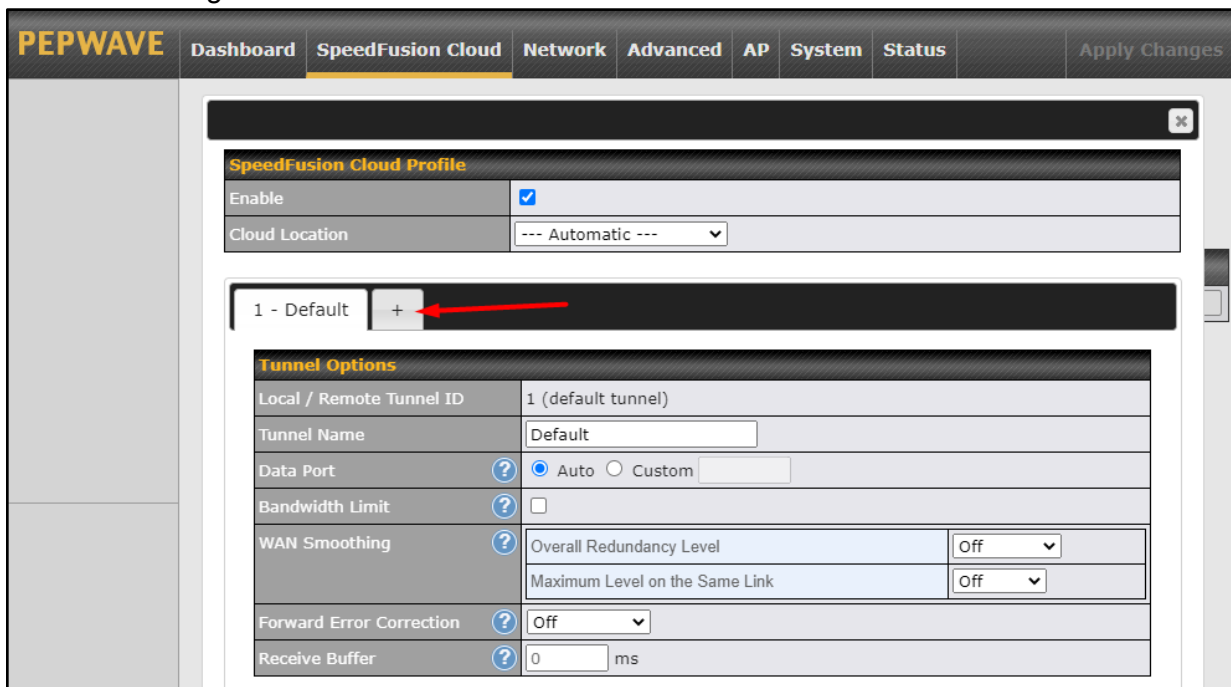 PEPWAVE Dashboard SpeedFusion Cloud Network Advanced AP System Status Apply Changes
SpeedFusion Cloud Profile
Enable
Cloud Location --- Automatic ---
1 - Default +
Tunnel Options
Local / Remote Tunnel ID 1 (default tunnel)
Tunnel Name Default
Data Port ? Auto Custom
Bandwidth Limit ?
WAN Smoothing ? Overall Redundancy Level Off
Maximum Level on the Same Link Off
Forward Error Correction ? Off
Receive Buffer ? 0 ms